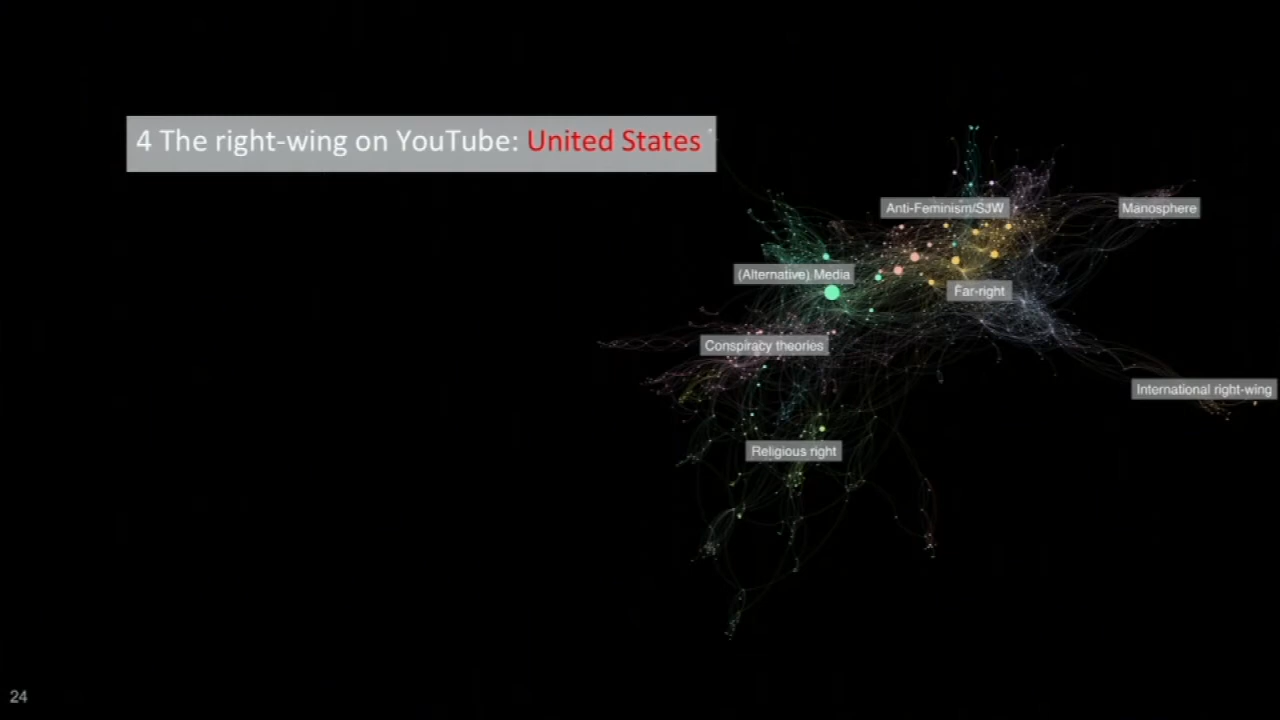 4 The right-wing on YouTube: United States
Anti-Feminism/SJW
Manosphere
(Alternative) Media
Far-right
Conspiracy theories
International right-wing
Religious right
24